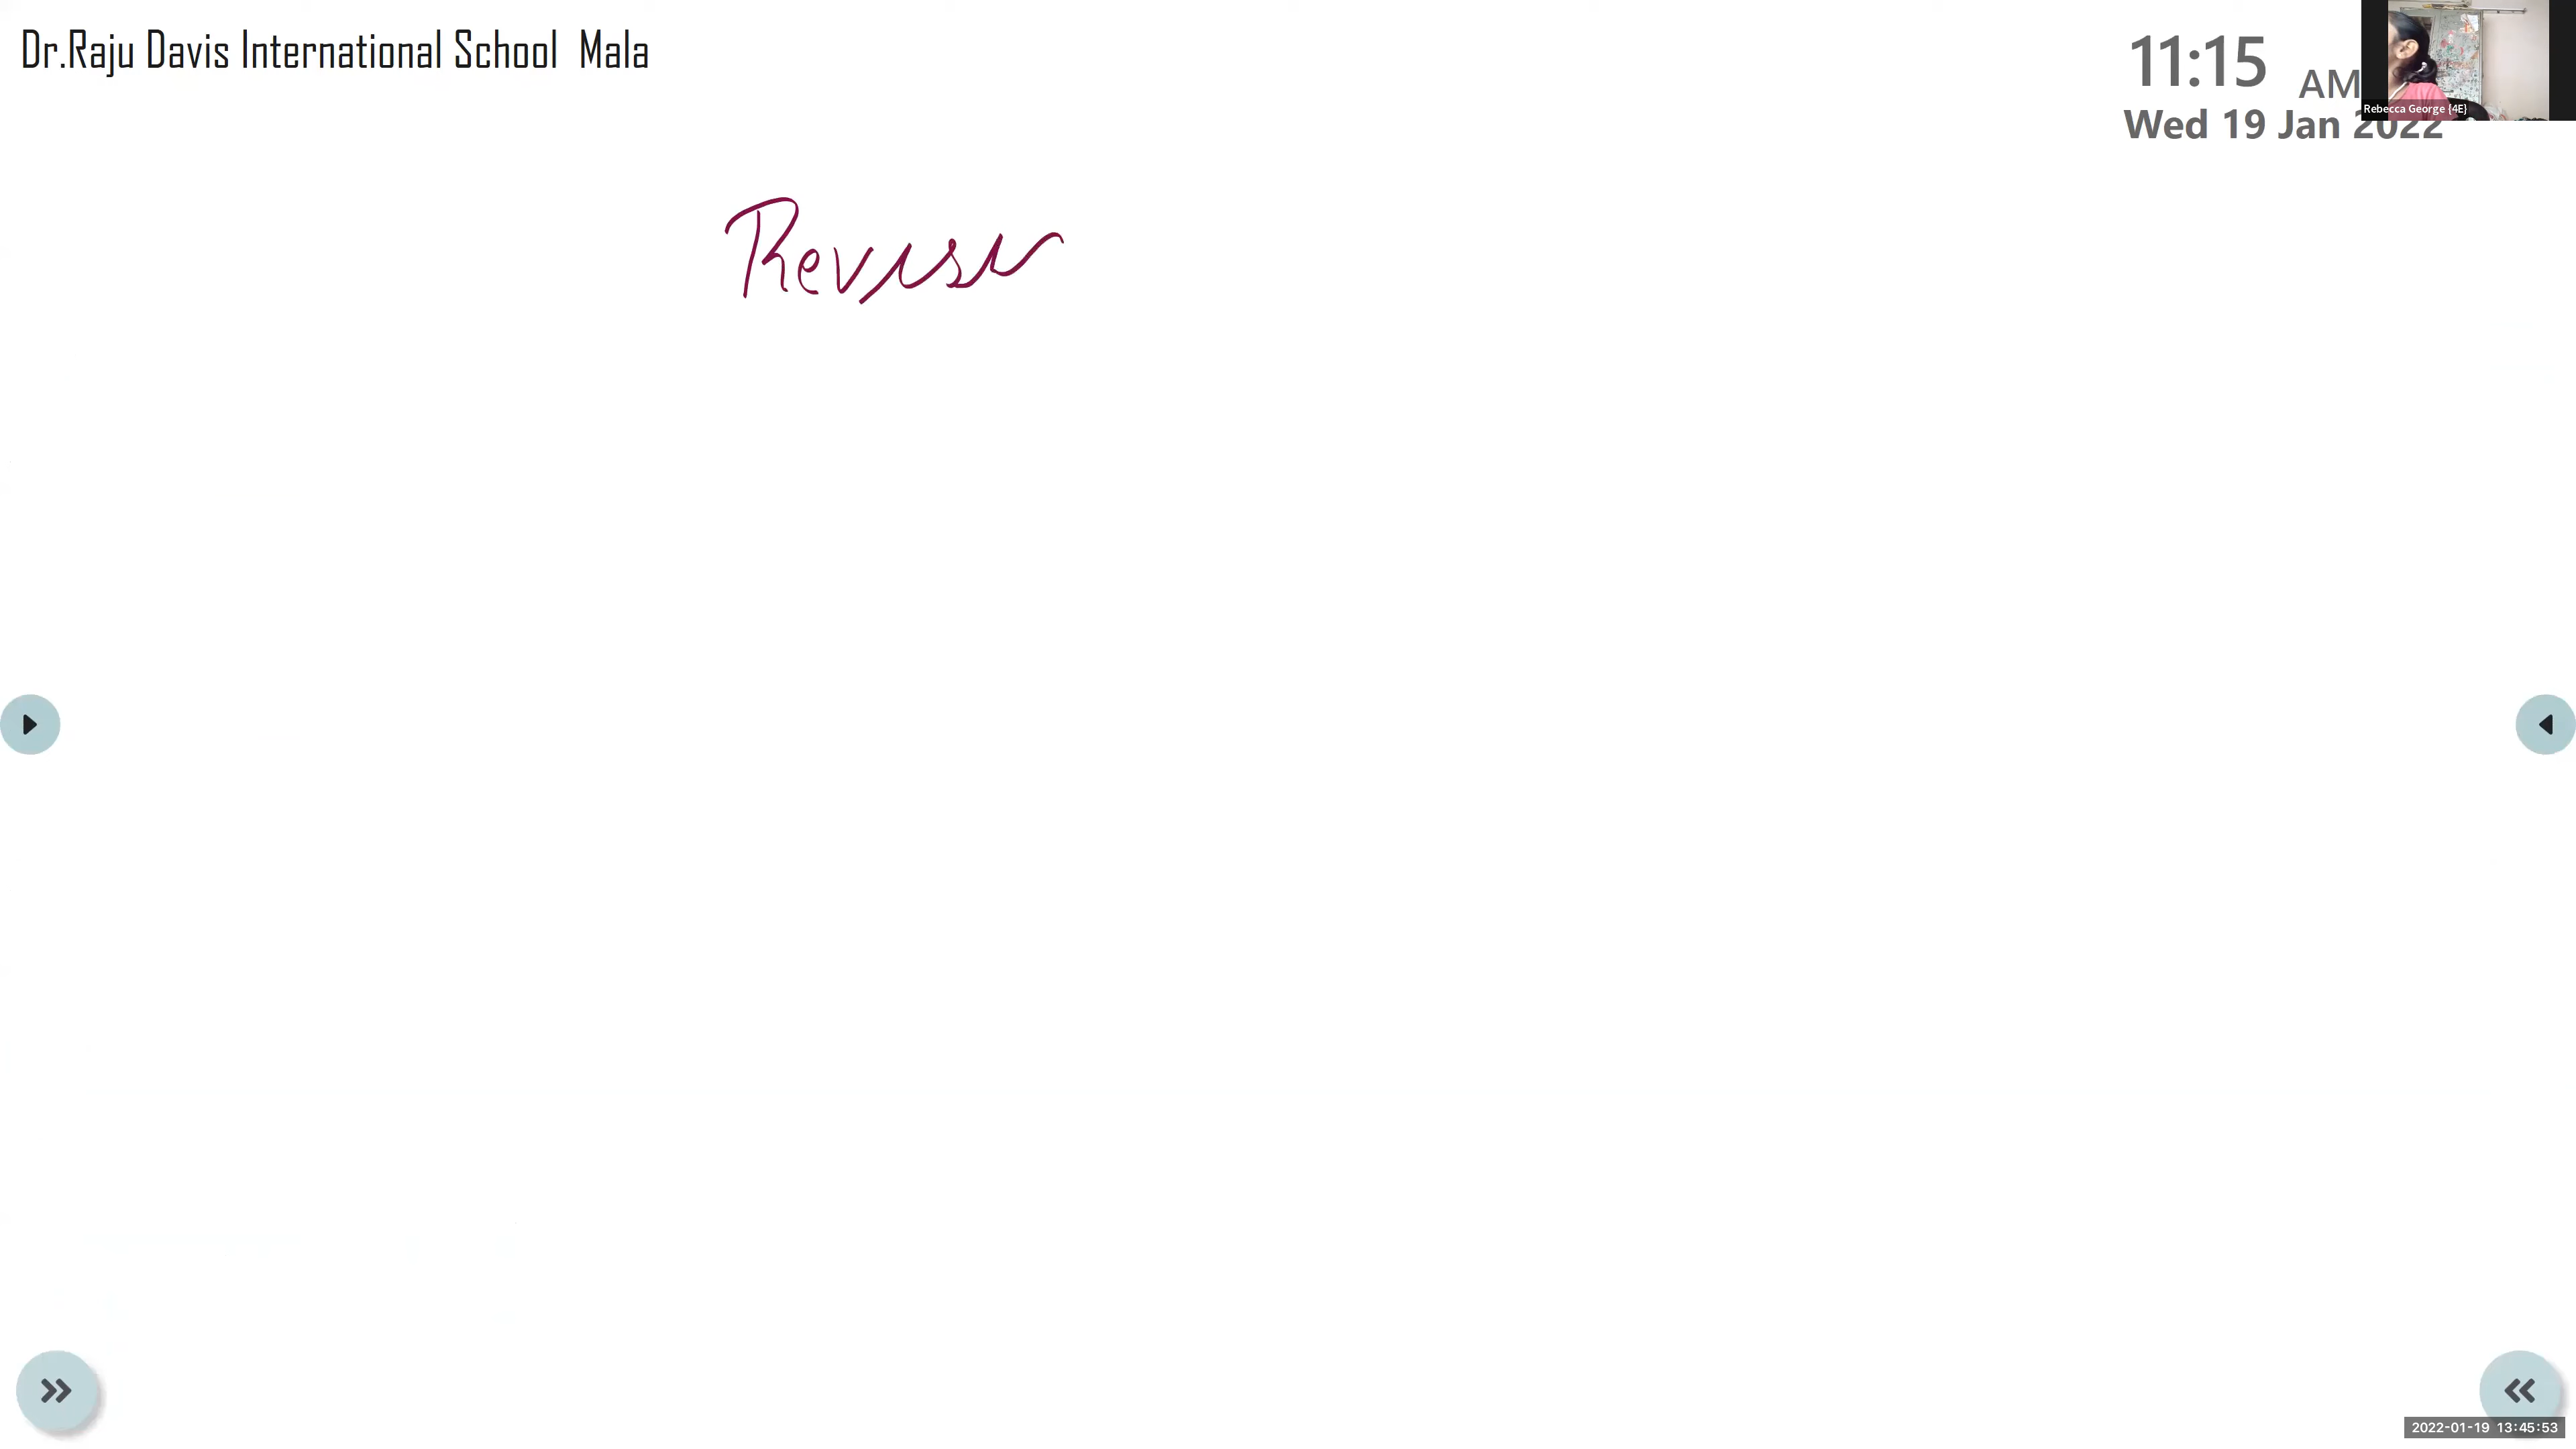 Dr.Raju Davis International School Mala
11:15 AM
Wed 19 Jan 2022
Rebecca George {4E}
Revisi
2022-01-19 13:45:53